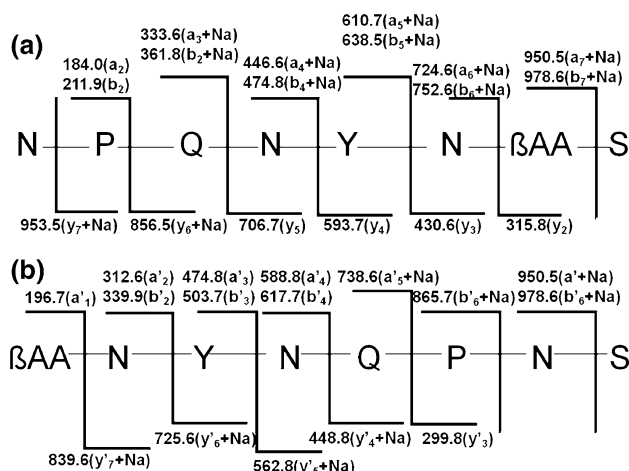 (a)
333.6(a3+Na) 610.7(a5+Na)
361.8(b2+Na) 638.5(b5+Na)
184.0(a2) 446.6(a4+Na) 724.6(a6+Na) 950.5(a7+Na)
211.9(b2) 474.8(b4+Na) 752.6(b6+Na) 978.6(b7+Na)
N P Q N Y N ßAA S
953.5(y7+Na) 856.5(y6+Na) 706.7(y5) 593.7(y4) 430.6(y3) 315.8(y2)
(b)
312.6(a'2) 474.8(a'3) 588.8(a'4) 738.6(a'5+Na) 950.5(a'+Na)
196.7(a'1) 339.9(b'2) 503.7(b'3) 617.7(b'4) 865.7(b'6+Na) 978.6(b'6+Na)
ßAA N Y N Q P N S
725.6(y'6+Na) 448.8(y'4+Na) 299.8(y'3)
839.6(y'7+Na) 562.8(y'5+Na)